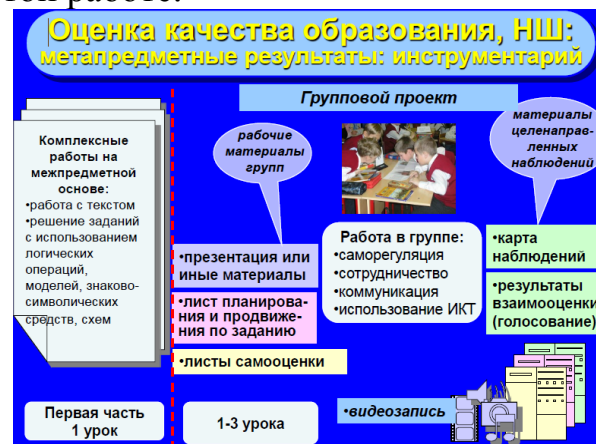 той работе.
Оценка качества образования, НШ:
метапредметные результаты: инструментарий
Комплексные
работы на
межпредметной
основе:
•работа с текстом
•решение заданий
с использованием
логических
операций,
моделей, знаково-
символических
средств, схем
Первая часть
1 урок
Групповой проект
рабочие
материалы
групп
•презентация или
иные материалы
•лист планирова-
ния и продвиже-
ния по заданию
•листы самооценки
1-3 урока
Работа в группе:
•саморегуляция
•сотрудничество
•коммуникация
•использование ИКТ
•видеозапись
материалы
целенаправ-
ленных
наблюдений
•карта
наблюдений
•результаты
взаимооценки
(голосование)